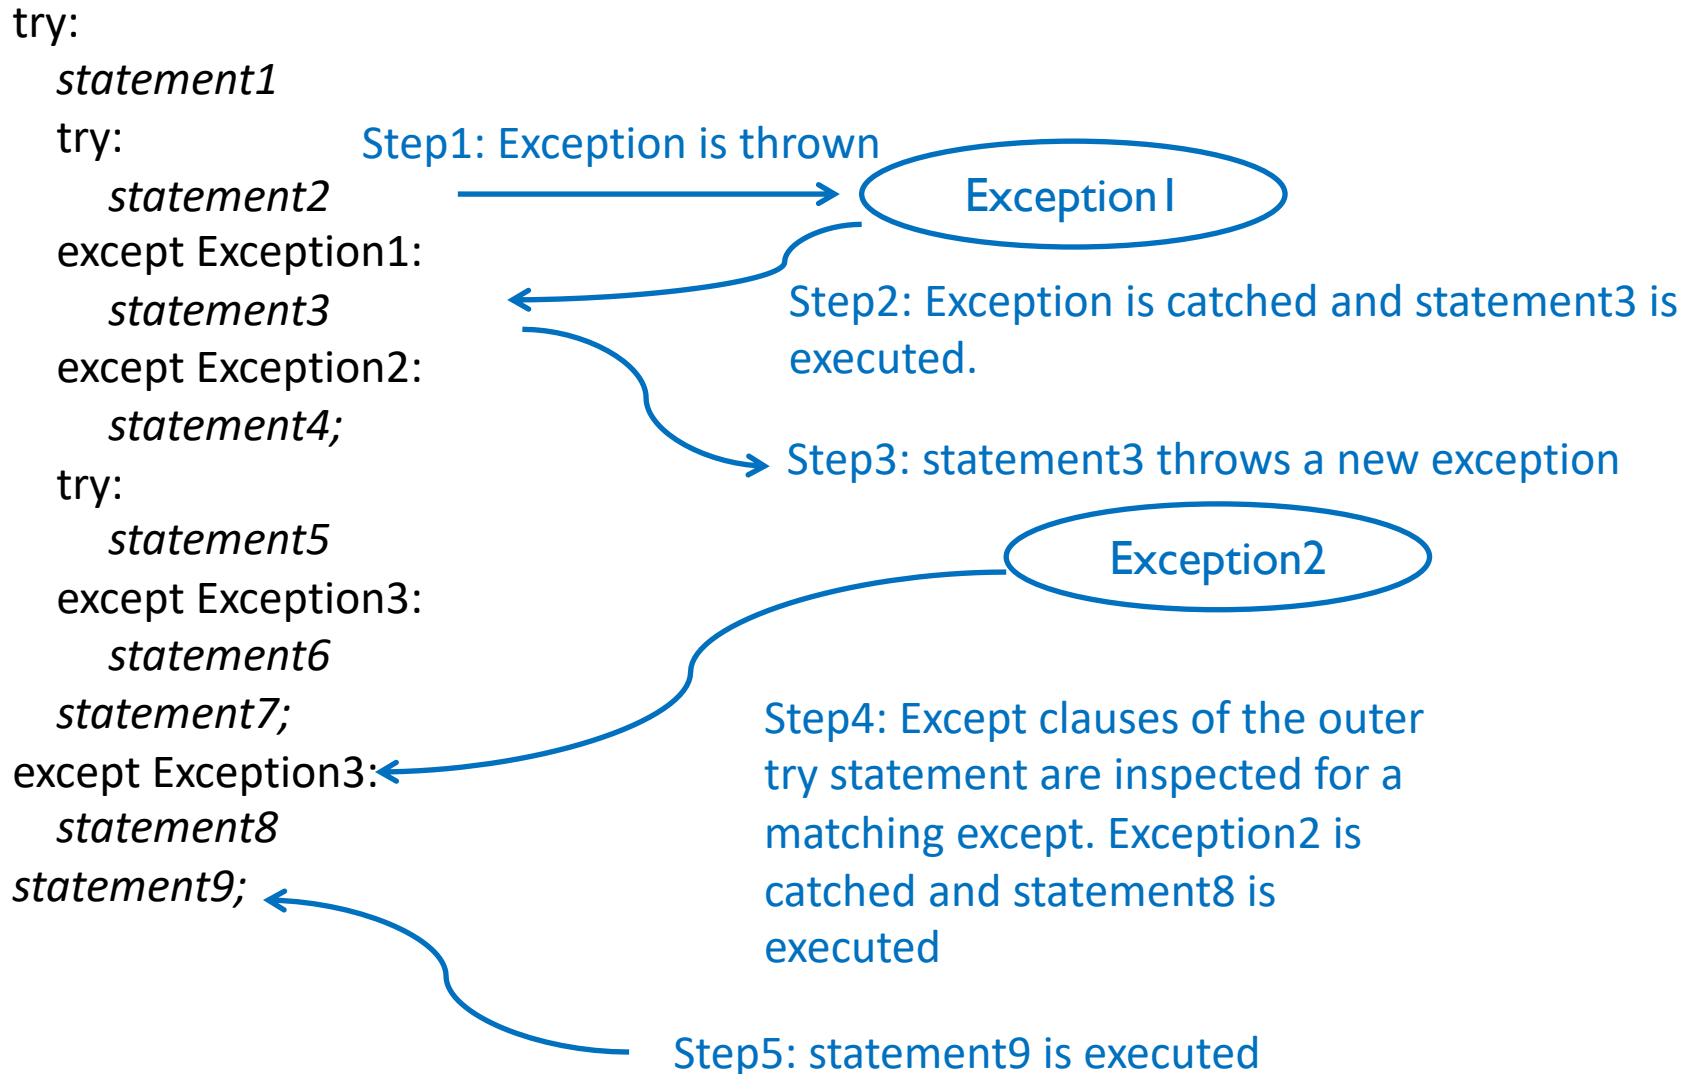 try:
statement1
try:
statement2
except Exception1:
statement3
except Exception2:
statement4;
try:
statement5
except Exception3:
statement6
statement7;
except Exception3:
statement8
statement9;
Step1: Exception is thrown
Exception1
Step2: Exception is catched and statement3 is
executed.
Step3: statement3 throws a new exception
Exception2
Step4: Except clauses of the outer
try statement are inspected for a
matching except. Exception2 is
catched and statement8 is
executed
Step5: statement9 is executed